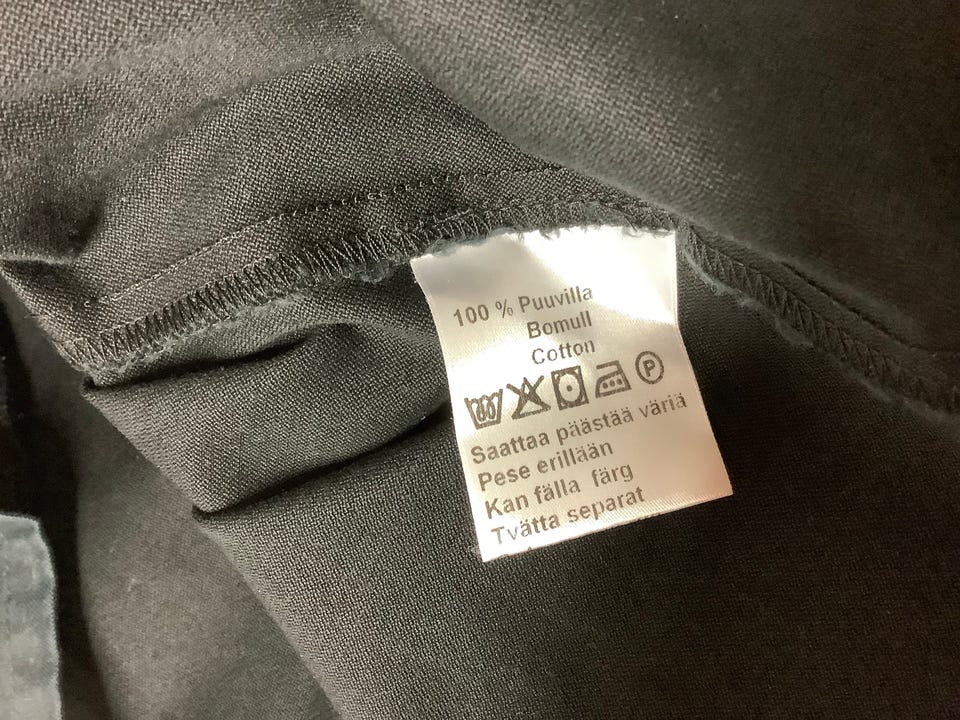 100 % Puuvilla
Bomull
Cotton
P
Saattaa päästää väriä
Pese erillään
Kan fälla färg
Tvätta separat